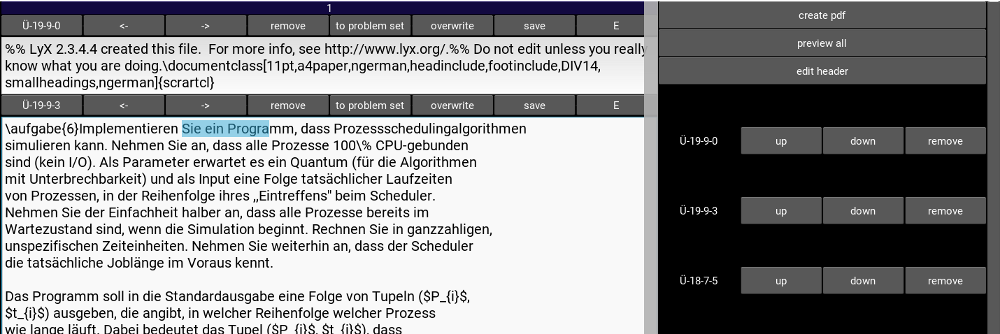 1
Ü-19-9-0 <- -> remove to problem set overwrite save E
%% LyX 2.3.4.4 created this file.  For more info, see http://www.lyx.org/.%% Do not edit unless you really
know what you are doing.\documentclass[11pt,a4paper,ngerman,headinclude,footinclude,DIV14,
smallheadings,ngerman]{scrartcl}
Ü-19-9-3 <- -> remove to problem set overwrite save E
\aufgabe{6}Implementieren Sie ein Programm, dass Prozessschedulingalgorithmen
simulieren kann. Nehmen Sie an, dass alle Prozesse 100\% CPU-gebunden
sind (kein I/O). Als Parameter erwartet es ein Quantum (für die Algorithmen
mit Unterbrechbarkeit) und als Input eine Folge tatsächlicher Laufzeiten
von Prozessen, in der Reihenfolge ihres ,,Eintreffens" beim Scheduler.
Nehmen Sie der Einfachheit halber an, dass alle Prozesse bereits im
Wartezustand sind, wenn die Simulation beginnt. Rechnen Sie in ganzzahligen,
unspezifischen Zeiteinheiten. Nehmen Sie weiterhin an, dass der Scheduler
die tatsächliche Joblänge im Voraus kennt.
Das Programm soll in die Standardausgabe eine Folge von Tupeln ($P_{i}$,
$t_{i}$) ausgeben, die angibt, in welcher Reihenfolge welcher Prozess
wie lange läuft. Dabei bedeutet das Tupel ($P_{i}$, $t_{i}$), dass
create pdf
preview all
edit header
Ü-19-9-0 up down remove
Ü-19-9-3 up down remove
Ü-18-7-5 up down remove